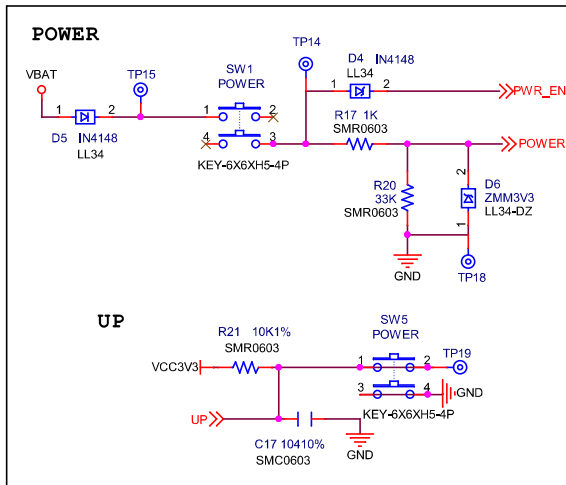 POWER
VBAT
TP15
1
2
D5 IN4148
LL34
SW1
POWER
1
2
4
3
KEY-6X6XH5-4P
TP14
D4 IN4148
LL34
1
2
PWR_EN
R17 1K
SMR0603
POWER
R20
33K
SMR0603
2
D6
ZMM3V3
LL34-DZ
1
GND
TP18
UP
R21 10K1%
SMR0603
VCC3V3
SW5
POWER
1
2
TP19
3
4
GND
KEY-6X6XH5-4P
UP
C17 10410%
SMC0603
GND